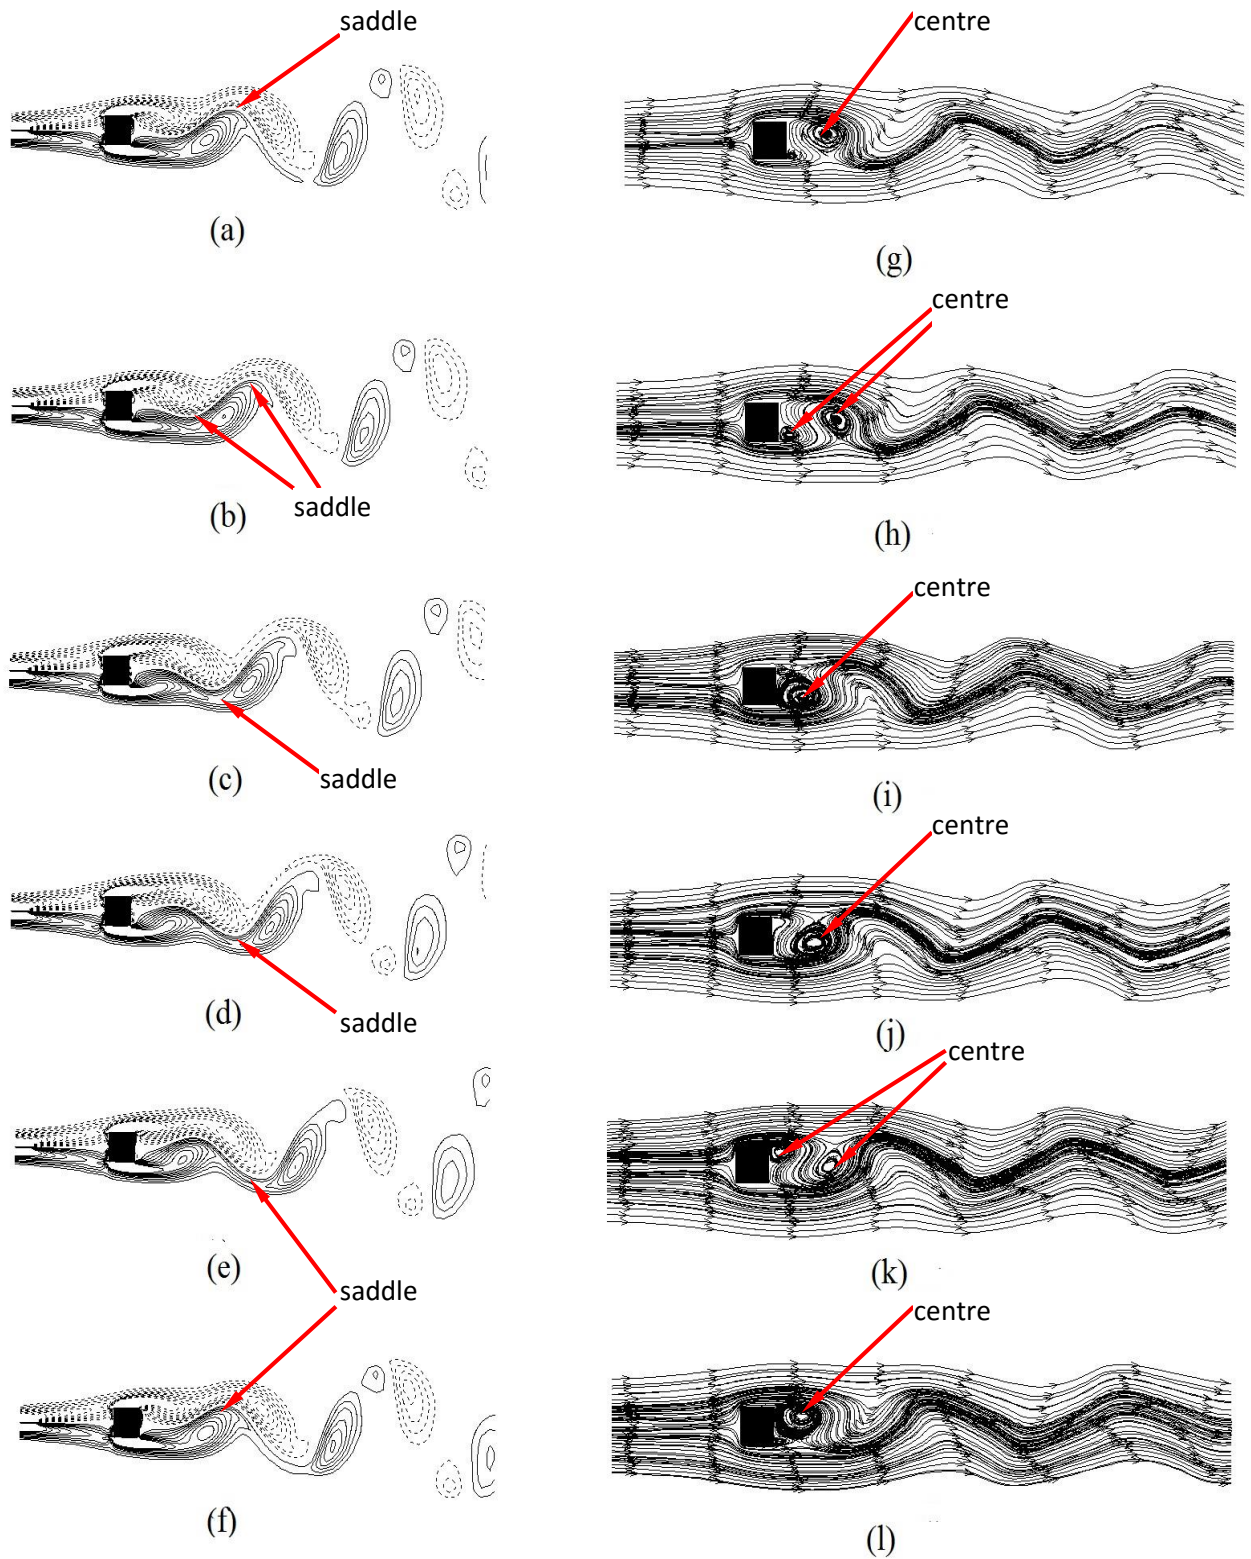 saddle
centre
(a)
(g)
centre
saddle
(b)
(h)
centre
saddle
(c)
(i)
centre
saddle
(d)
(j)
centre
(e)
(k)
saddle
centre
(f)
(l)